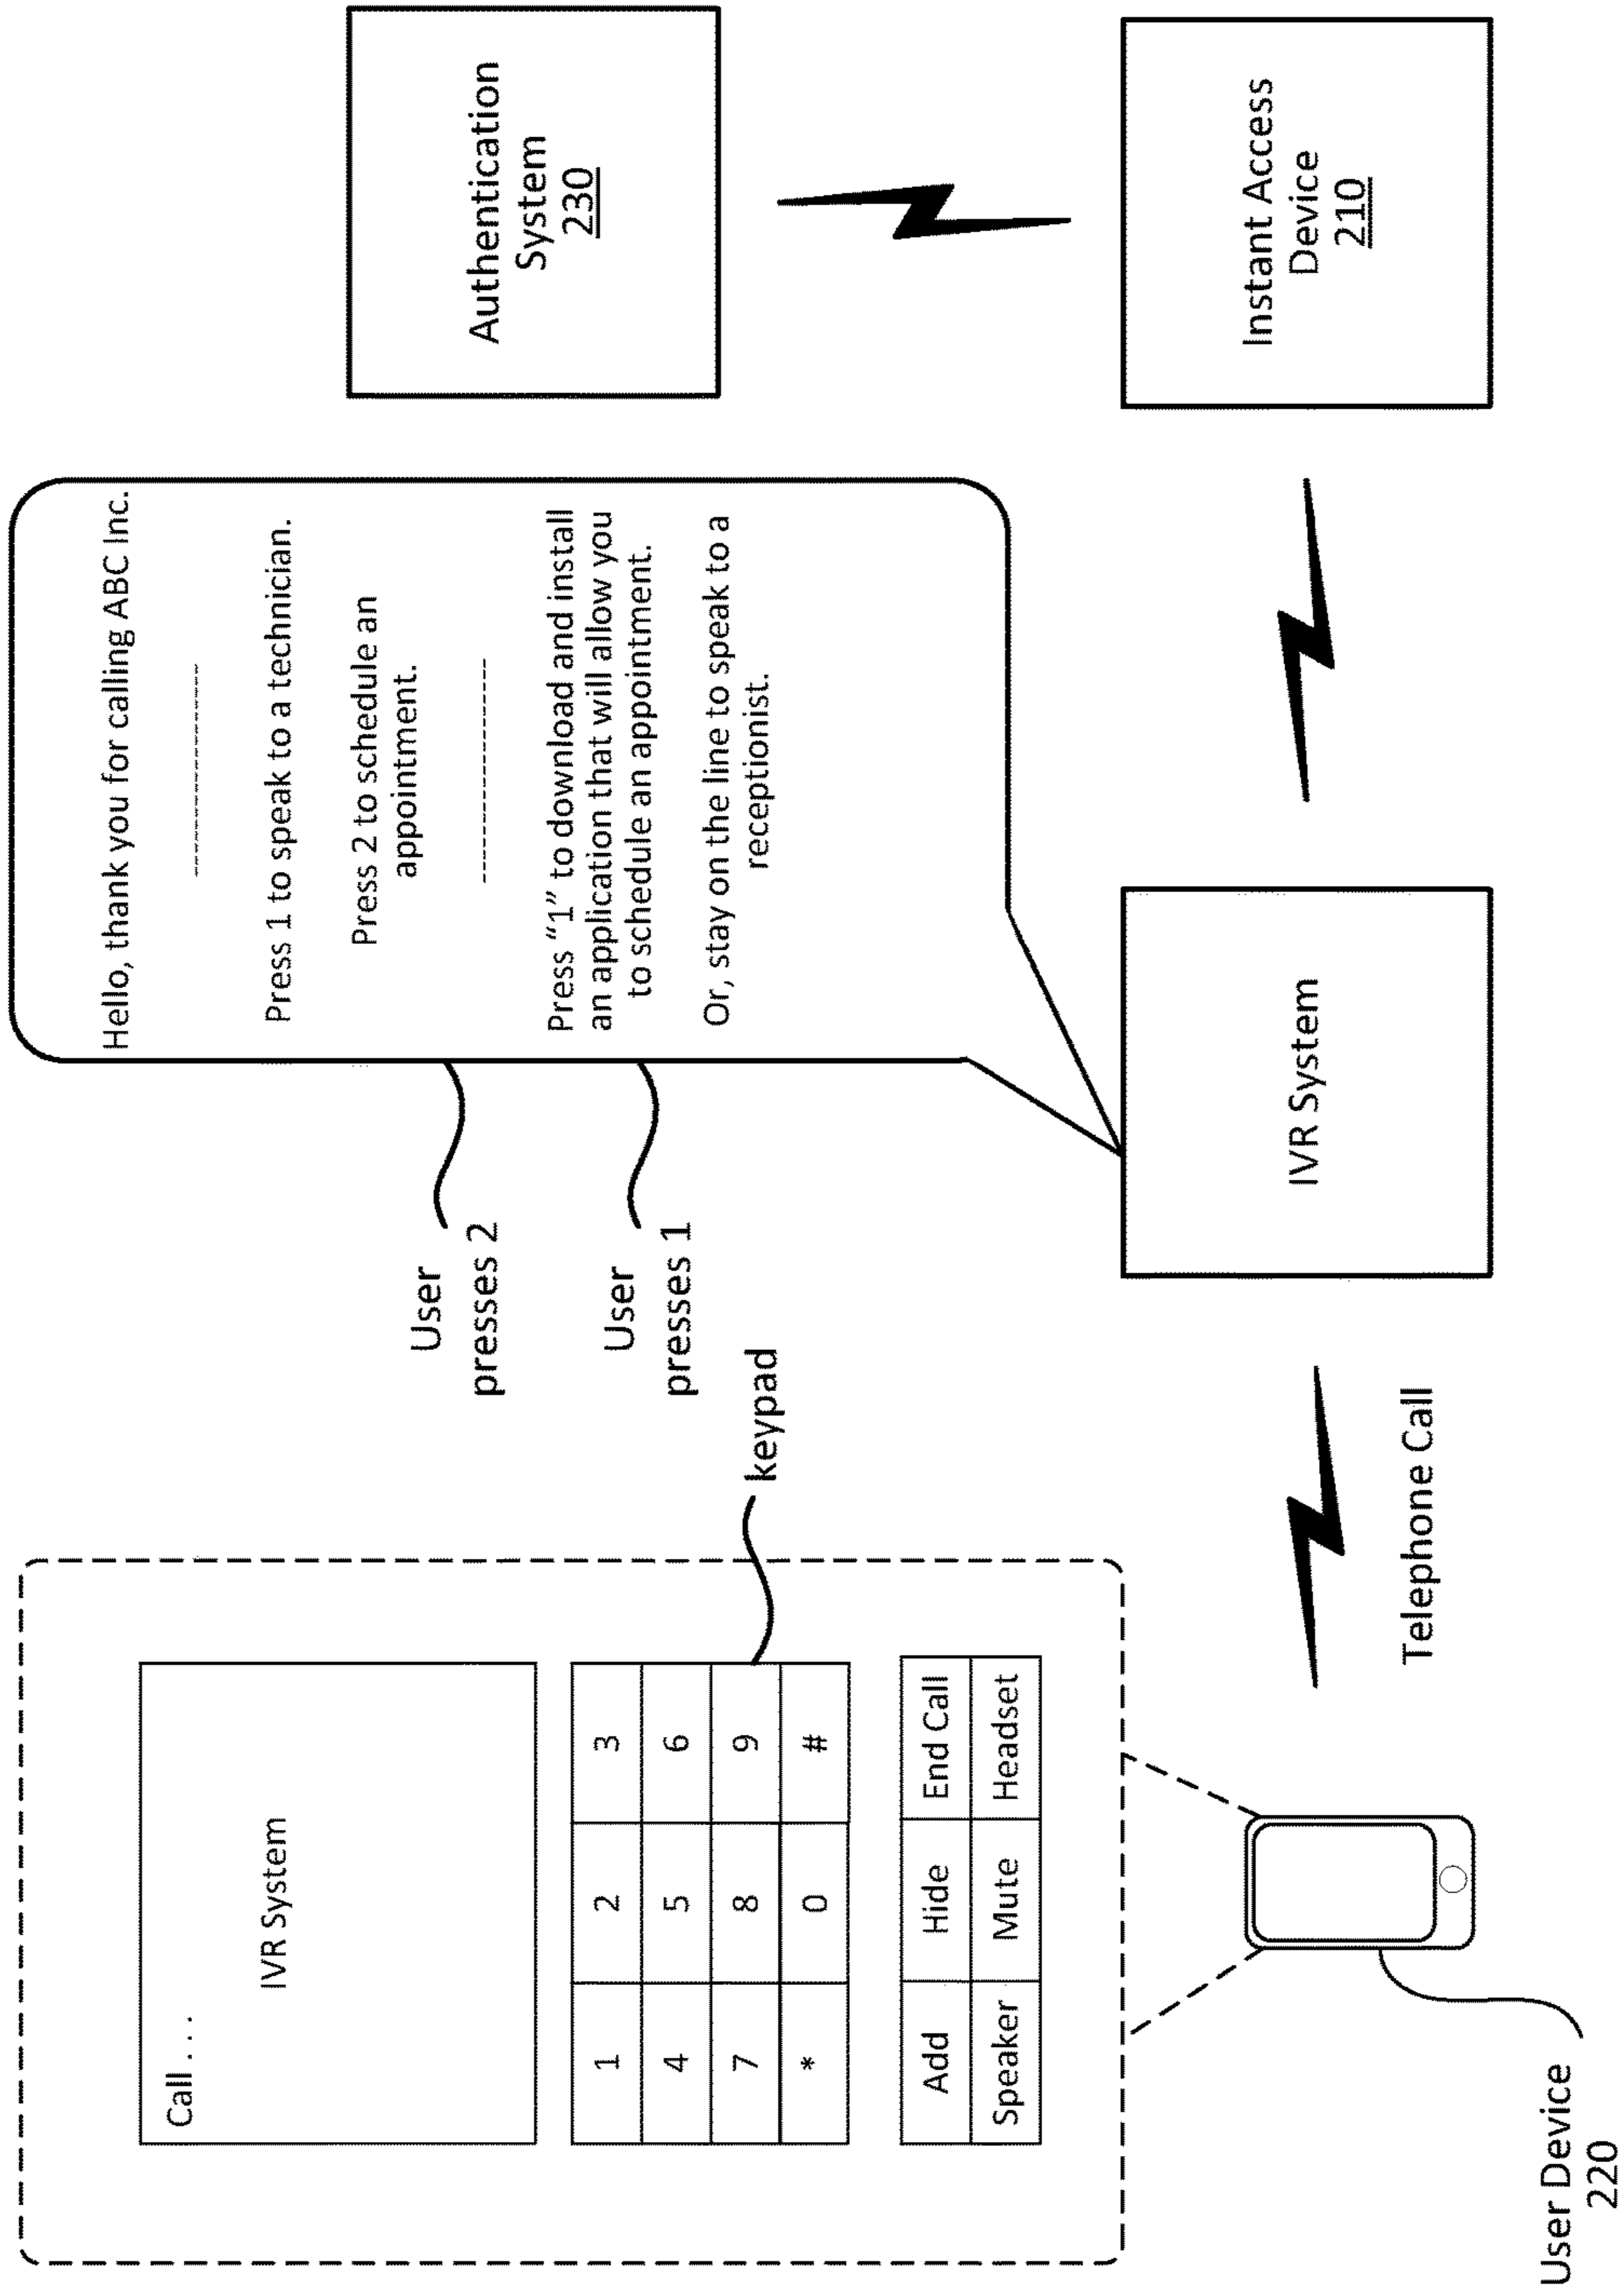 Call . . .
IVR System
1 2 3
4 5 6
7 8 9
* 0 #
Add Hide End Call
Speaker Mute Headset
keypad
User
presses 2
User
presses 1
Hello, thank you for calling ABC Inc.
Press 1 to speak to a technician.
Press 2 to schedule an
appointment.
Press “1” to download and install
an application that will allow you
to schedule an appointment.
Or, stay on the line to speak to a
receptionist.
Authentication
System
230
User Device
220
Telephone Call
IVR System
Instant Access
Device
210